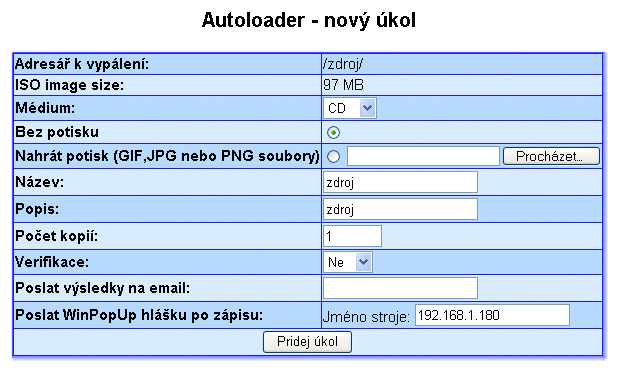 Autoloader - nový úkol
Adresář k vypálení: /zdroj/
ISO image size: 97 MB
Médium: CD
Bez potisku
Nahrát potisk (GIF,JPG nebo PNG soubory) Procházet...
Název: zdroj
Popis: zdroj
Počet kopií: 1
Verifikace: Ne
Poslat výsledky na email:
Poslat WinPopUp hlášku po zápisu: Jméno stroje: 192.168.1.180
Pridej úkol